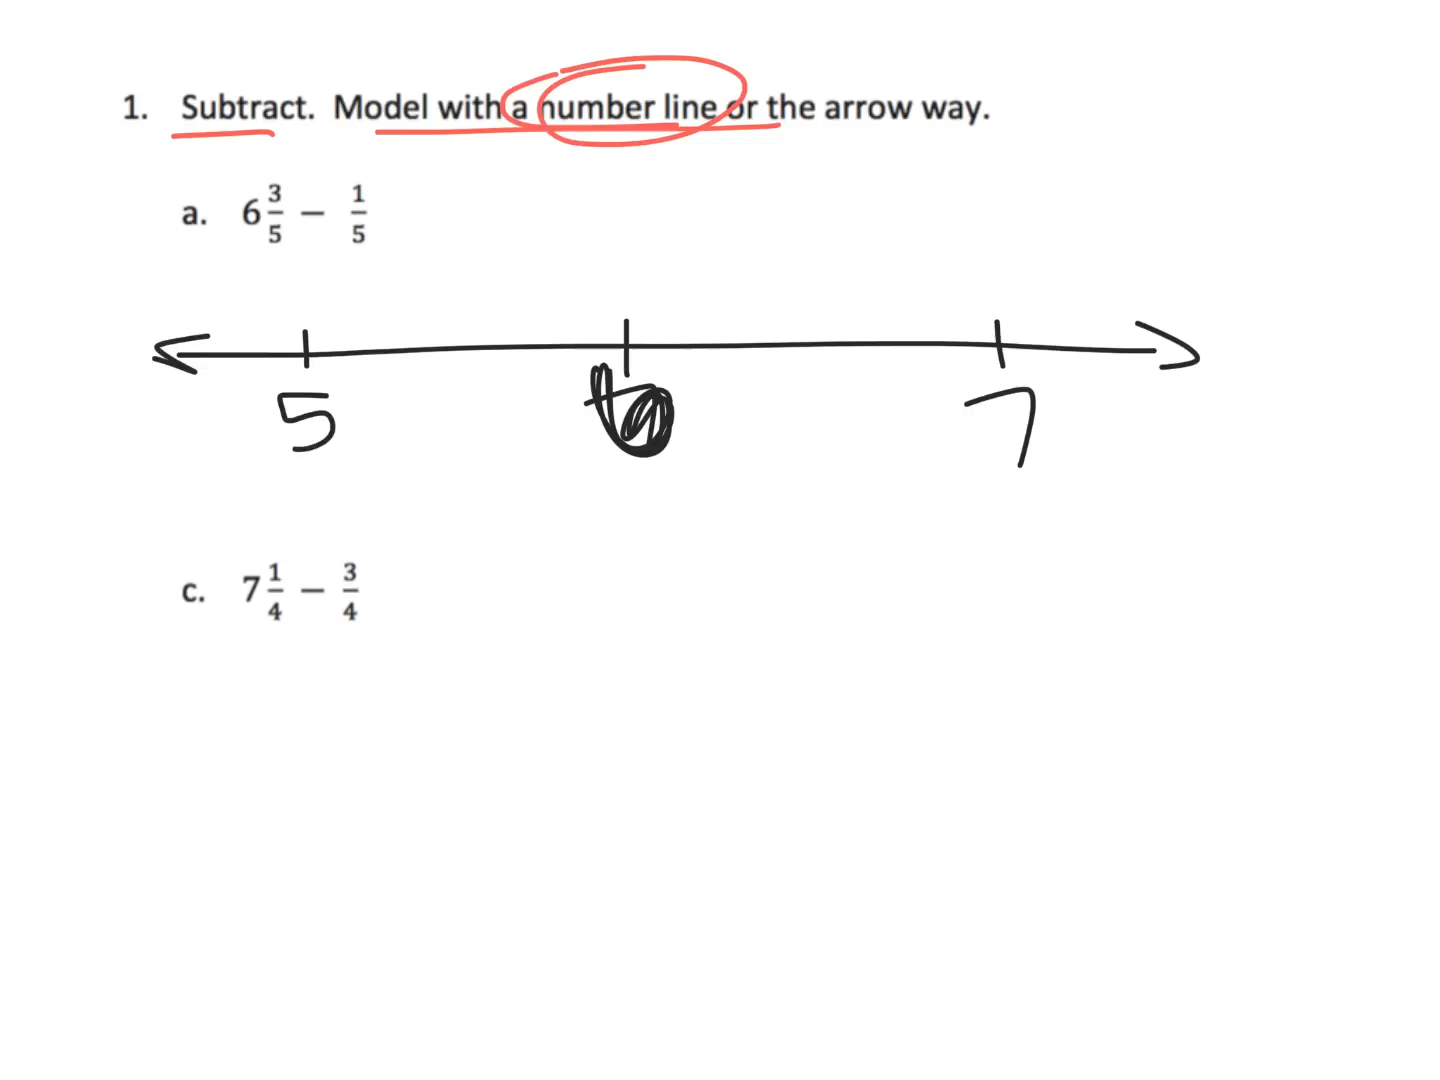 1. Subtract. Model with a number line or the arrow way.
a. 6 3/5 − 1/5
5 6 7
c. 7 1/4 − 3/4